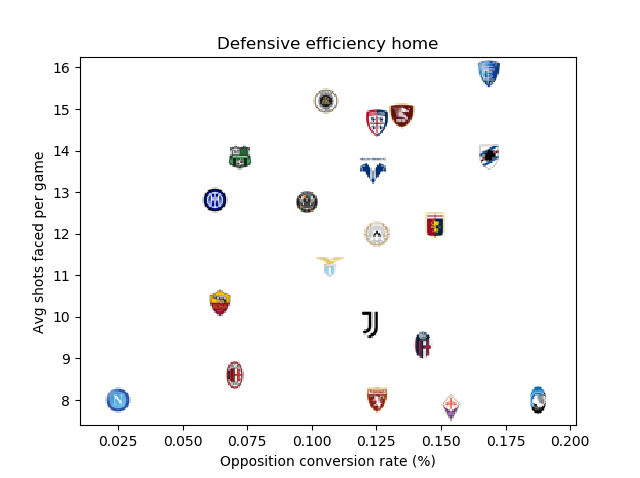 Defensive efficiency home
Avg shots faced per game
16
15
14
13
12
11
10
9
8
0.025 0.050 0.075 0.100 0.125 0.150 0.175 0.200
Opposition conversion rate (%)
N